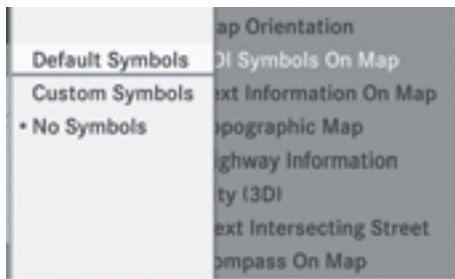 ap Orientation
Default Symbols
OI Symbols On Map
Custom Symbols
ext Information On Map
• No Symbols
opographic Map
ighway Information
ty (3D)
ext Intersecting Street
ompass On Map